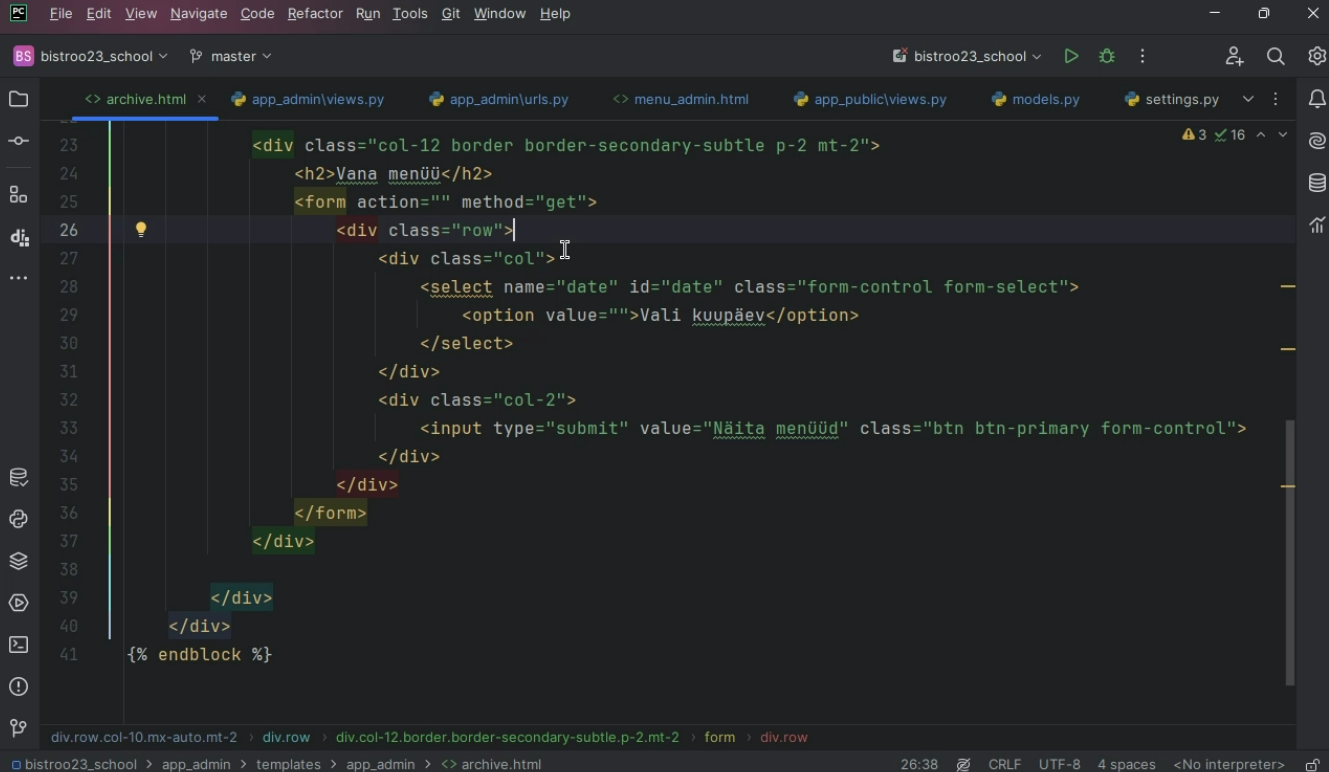 PC File Edit View Navigate Code Refactor Run Tools Git Window Help
BS bistroo23_school master bistroo23_school
<> archive.html app_admin\views.py app_admin\urls.py <> menu_admin.html app_public\views.py models.py settings.py
3 16
23 <div class="col-12 border border-secondary-subtle p-2 mt-2">
24 <h2>Vana menüü</h2>
25 <form action="" method="get">
26 <div class="row">
27 <div class="col">
28 <select name="date" id="date" class="form-control form-select">
29 <option value="">Vali kuupäev</option>
30 </select>
31 </div>
32 <div class="col-2">
33 <input type="submit" value="Näita menüüd" class="btn btn-primary form-control">
34 </div>
35 </div>
36 </form>
37 </div>
38
39 </div>
40 </div>
41 {% endblock %}
div.row.col-10.mx-auto.mt-2 › div.row › div.col-12.border.border-secondary-subtle.p-2.mt-2 › form › div.row
bistroo23_school > app_admin > templates > app_admin > <> archive.html 26:38 CRLF UTF-8 4 spaces <No interpreter>